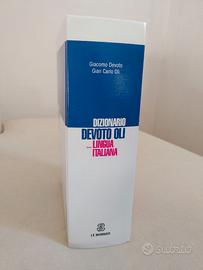 Giacomo Devoto
Gian Carlo Oli
DIZIONARIO
DEVOTO OLI
LINGUA
ITALIANA
LE MONNIER
subito